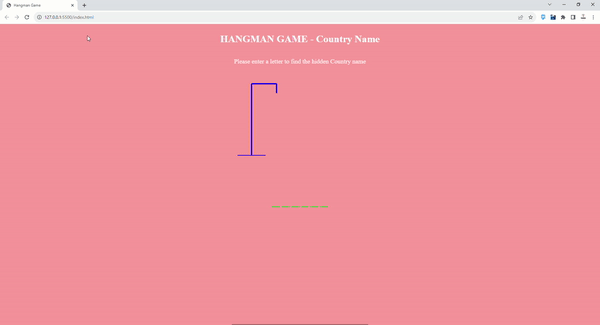 Hangman Game
127.0.0.1:5500/index.html
HANGMAN GAME - Country Name
Please enter a letter to find the hidden Country name